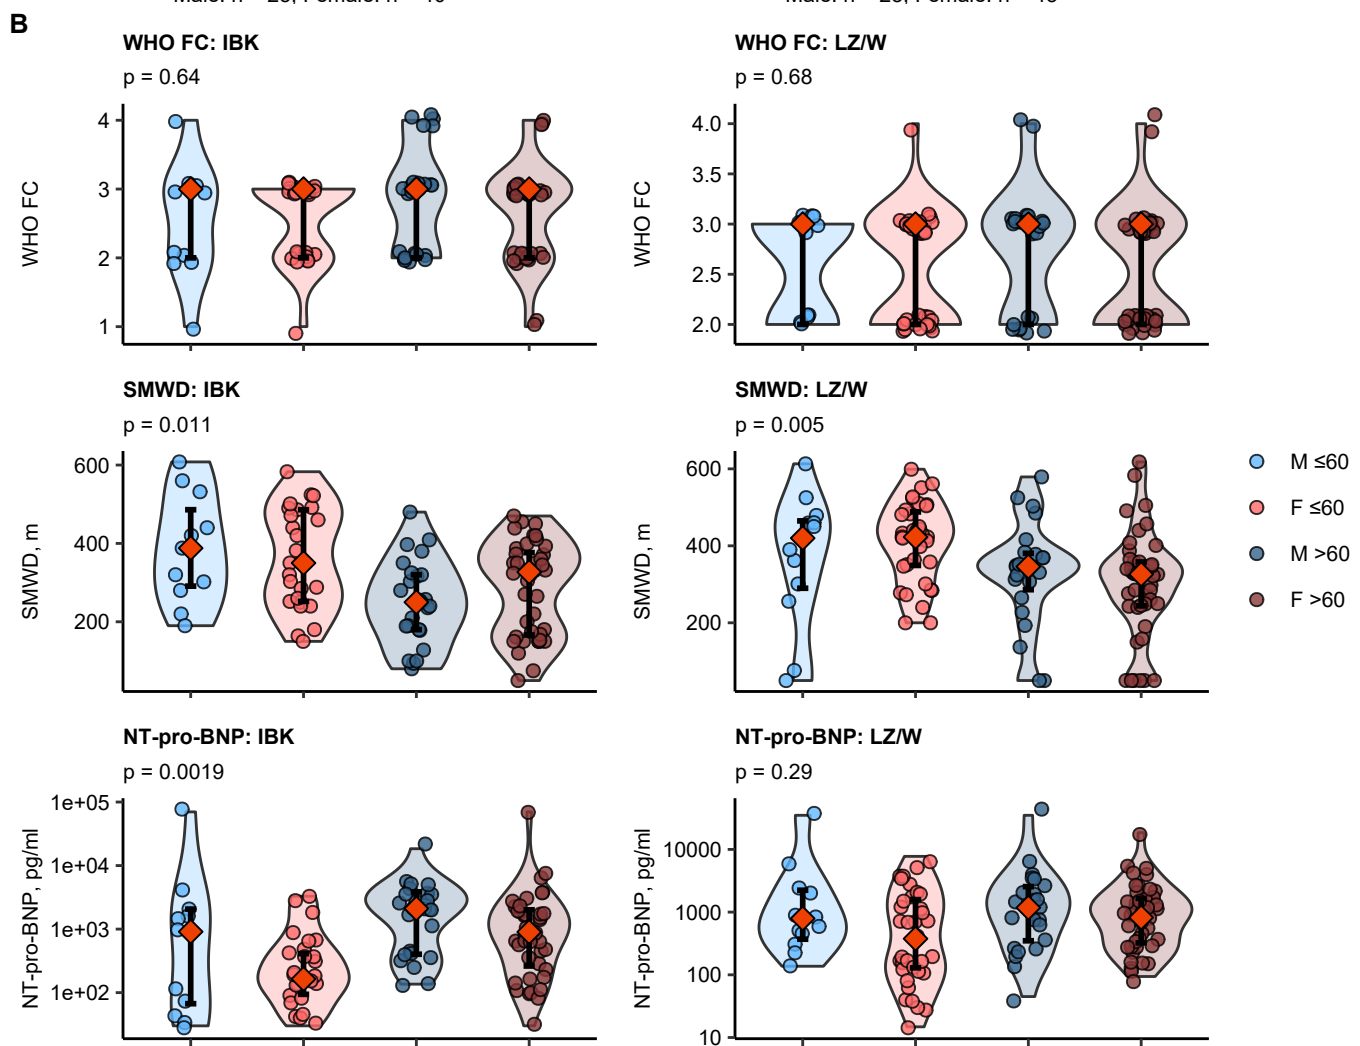 B
WHO FC: IBK
p = 0.64
WHO FC
4
3
2
1
WHO FC: LZ/W
p = 0.68
WHO FC
4.0
3.5
3.0
2.5
2.0
SMWD: IBK
p = 0.011
SMWD, m
600
400
200
SMWD: LZ/W
p = 0.005
SMWD, m
600
400
200
M ≤60
F ≤60
M >60
F >60
NT-pro-BNP: IBK
p = 0.0019
NT-pro-BNP, pg/ml
1e+05
1e+04
1e+03
1e+02
NT-pro-BNP: LZ/W
p = 0.29
NT-pro-BNP, pg/ml
10000
1000
100
10